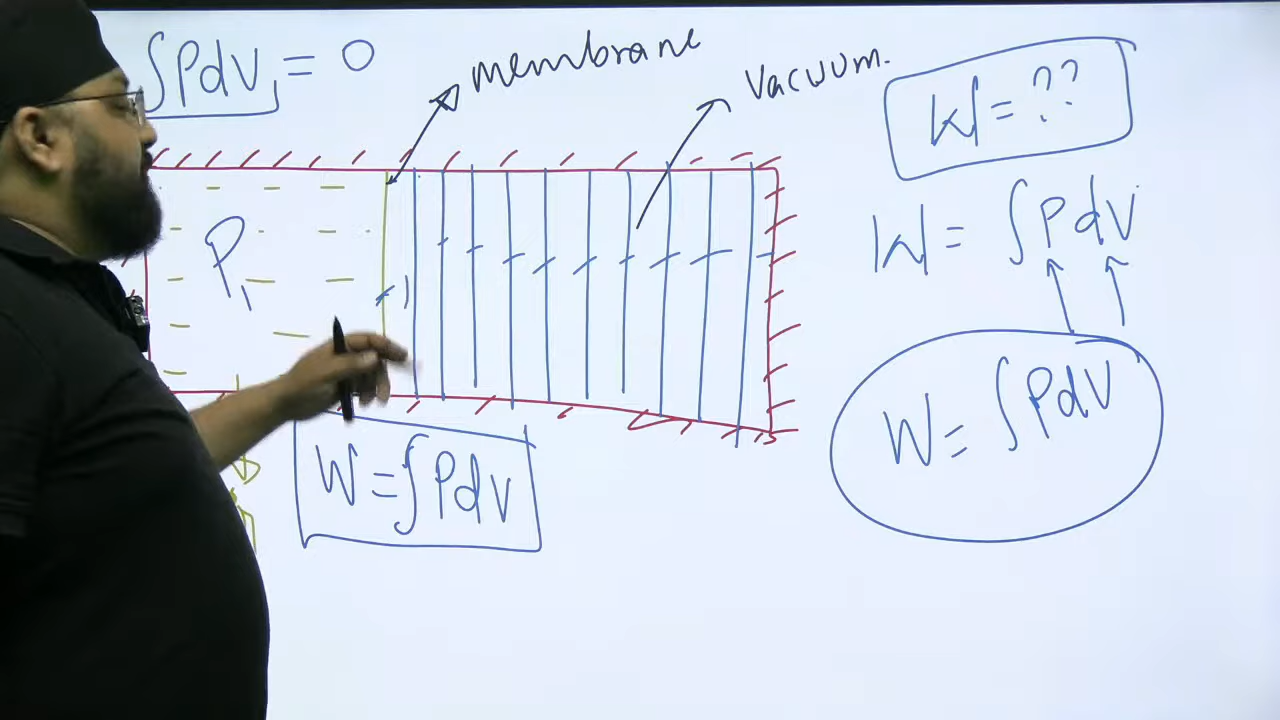 ∫PdV = 0
membrane
Vacuum.
W = ??
P₁
W = ∫PdV
W = ∫PdV
W = ∫PdV